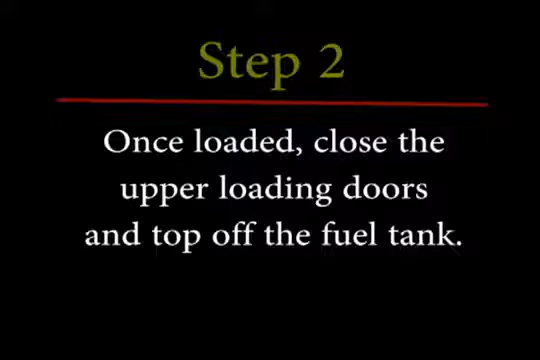 Step 2
Once loaded, close the
upper loading doors
and top off the fuel tank.